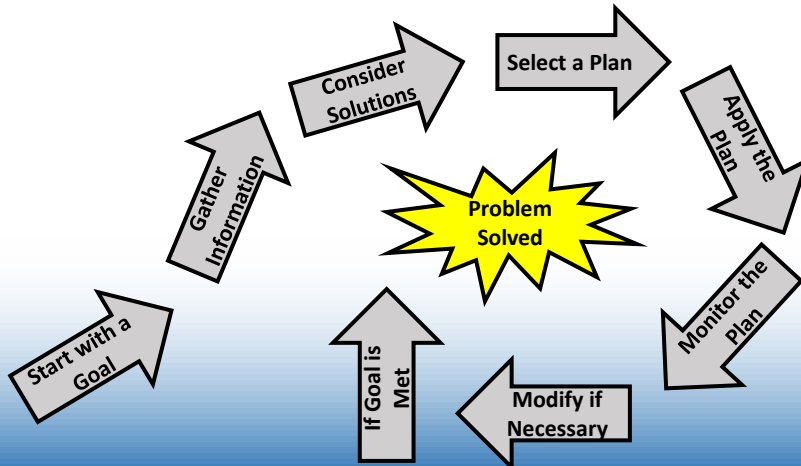 Start with a
Goal
Gather
Information
Consider
Solutions
Select a Plan
Apply the
Plan
Monitor the
Plan
Modify if
Necessary
If Goal is
Met
Problem
Solved